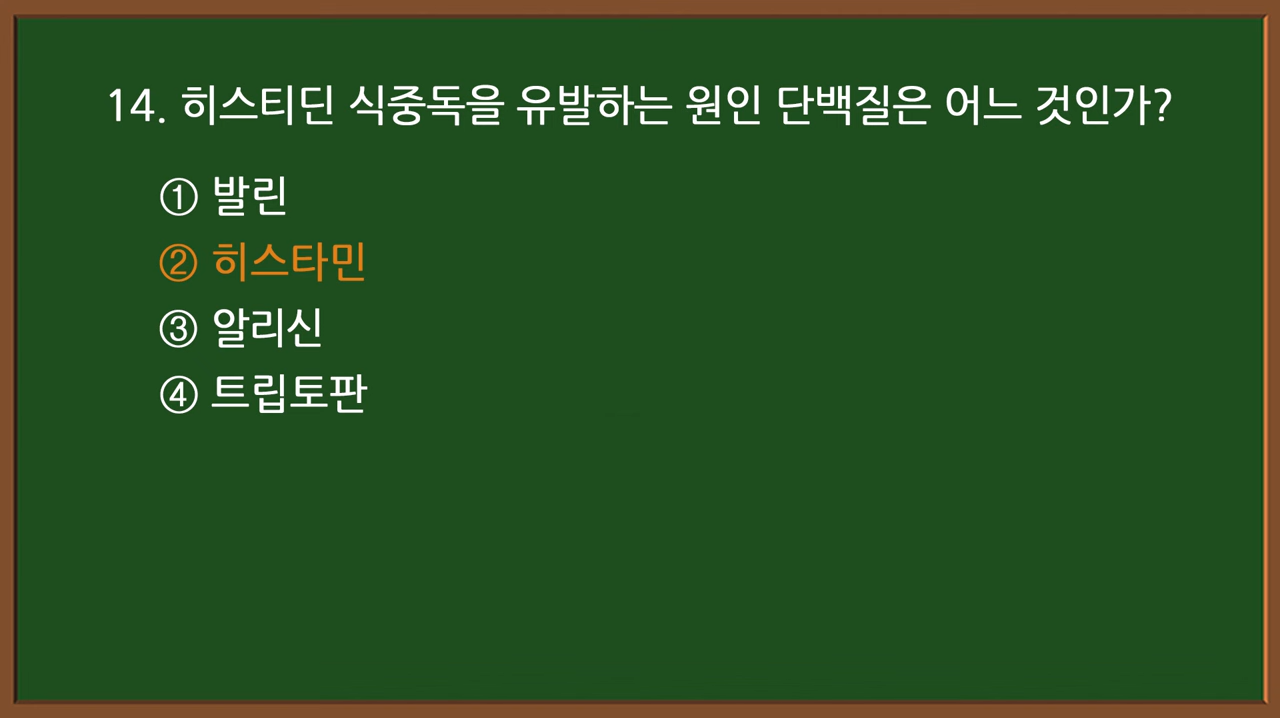 14. 히스티딘 식중독을 유발하는 원인 단백질은 어느 것인가?
① 발린
② 히스타민
③ 알리신
④ 트립토판